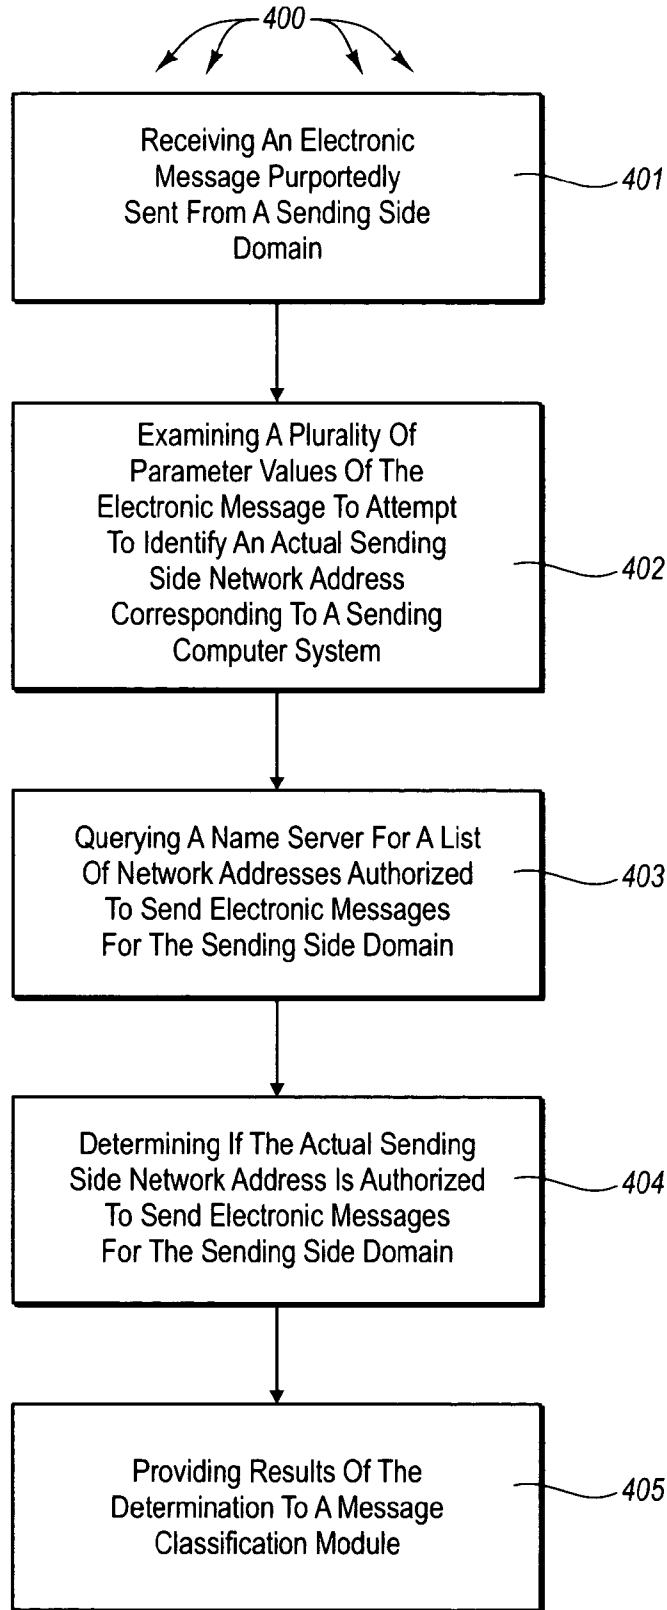 400
Receiving An Electronic
Message Purportedly
Sent From A Sending Side
Domain
401
Examining A Plurality Of
Parameter Values Of The
Electronic Message To Attempt
To Identify An Actual Sending
Side Network Address
Corresponding To A Sending
Computer System
402
Querying A Name Server For A List
Of Network Addresses Authorized
To Send Electronic Messages
For The Sending Side Domain
403
Determining If The Actual Sending
Side Network Address Is Authorized
To Send Electronic Messages
For The Sending Side Domain
404
Providing Results Of The
Determination To A Message
Classification Module
405